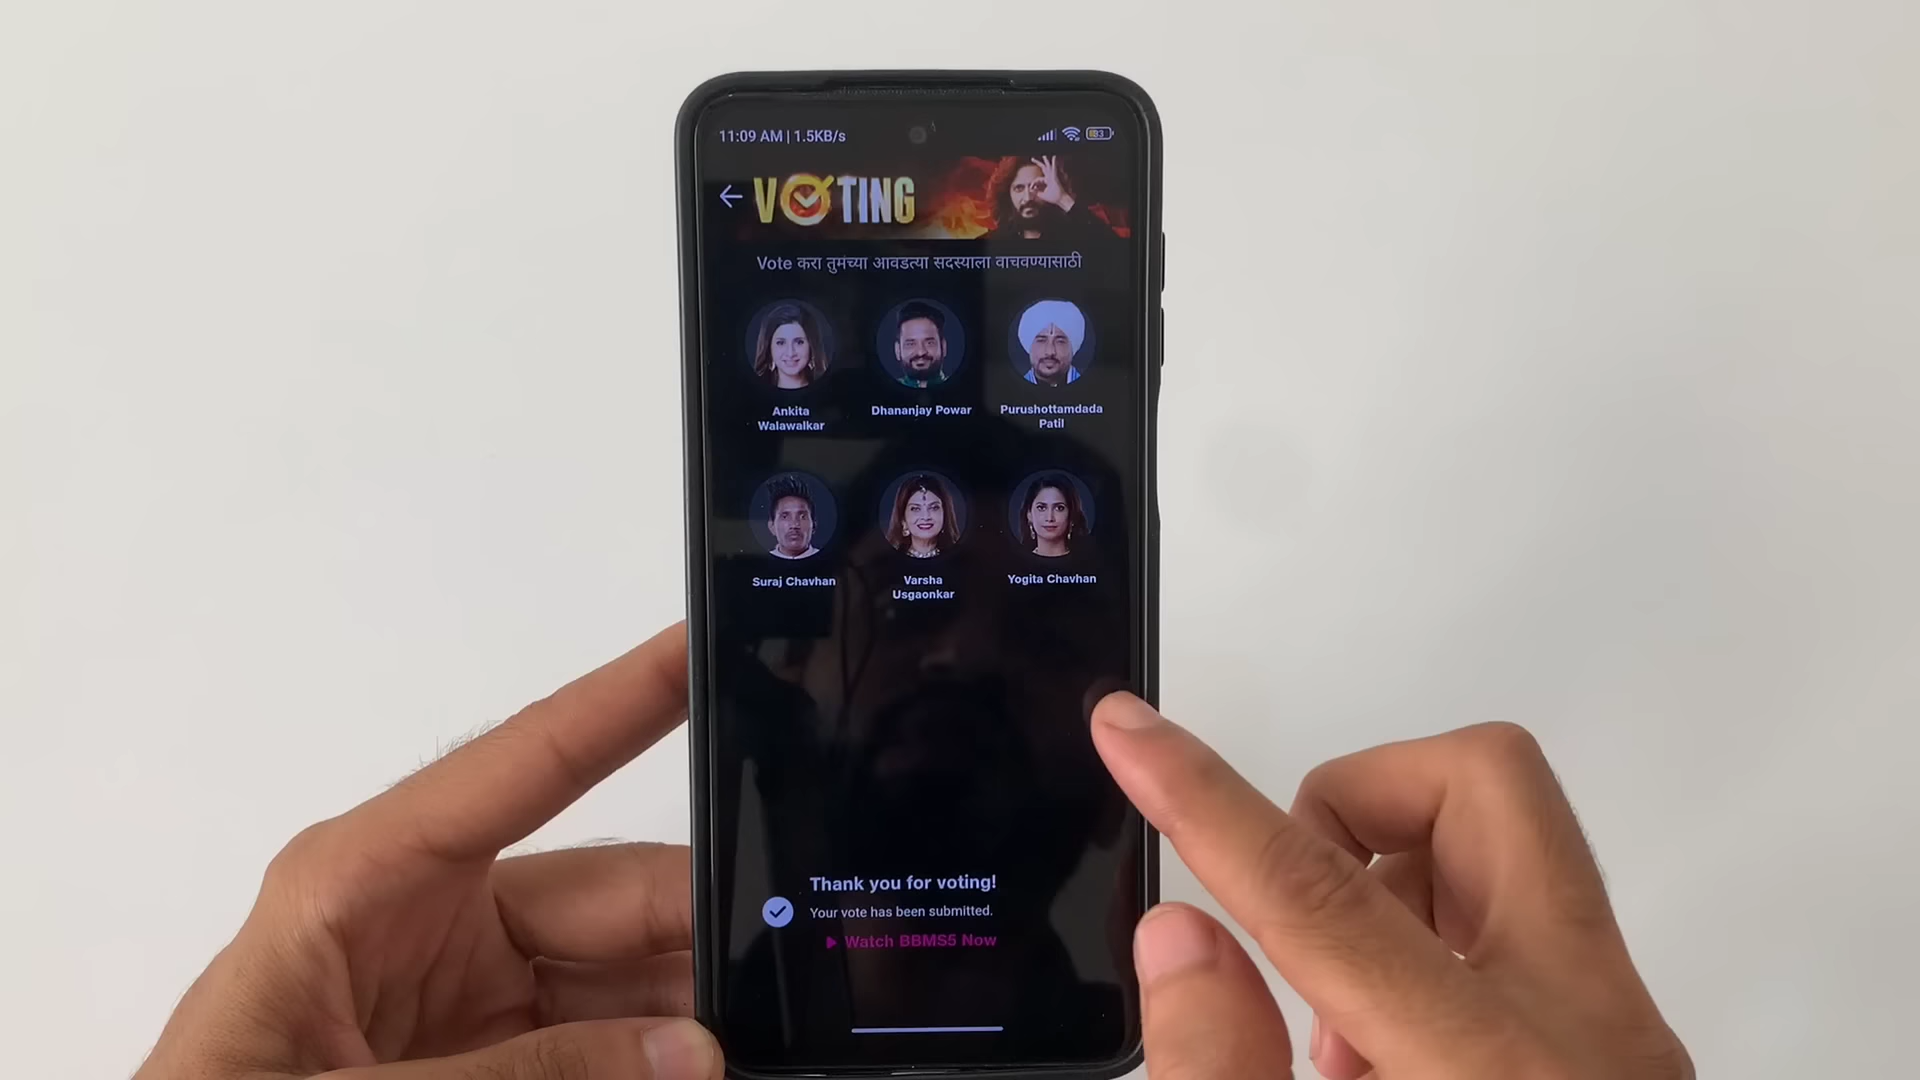 11:09 AM | 1.5KB/s
83
VOTING
Vote करा तुमच्या आवडत्या सदस्याला वाचवण्यासाठी
Ankita
Walawalkar
Dhananjay Powar
Purushottamdada
Patil
Suraj Chavhan
Varsha
Usgaonkar
Yogita Chavhan
Thank you for voting!
Your vote has been submitted.
Watch BBMS5 Now